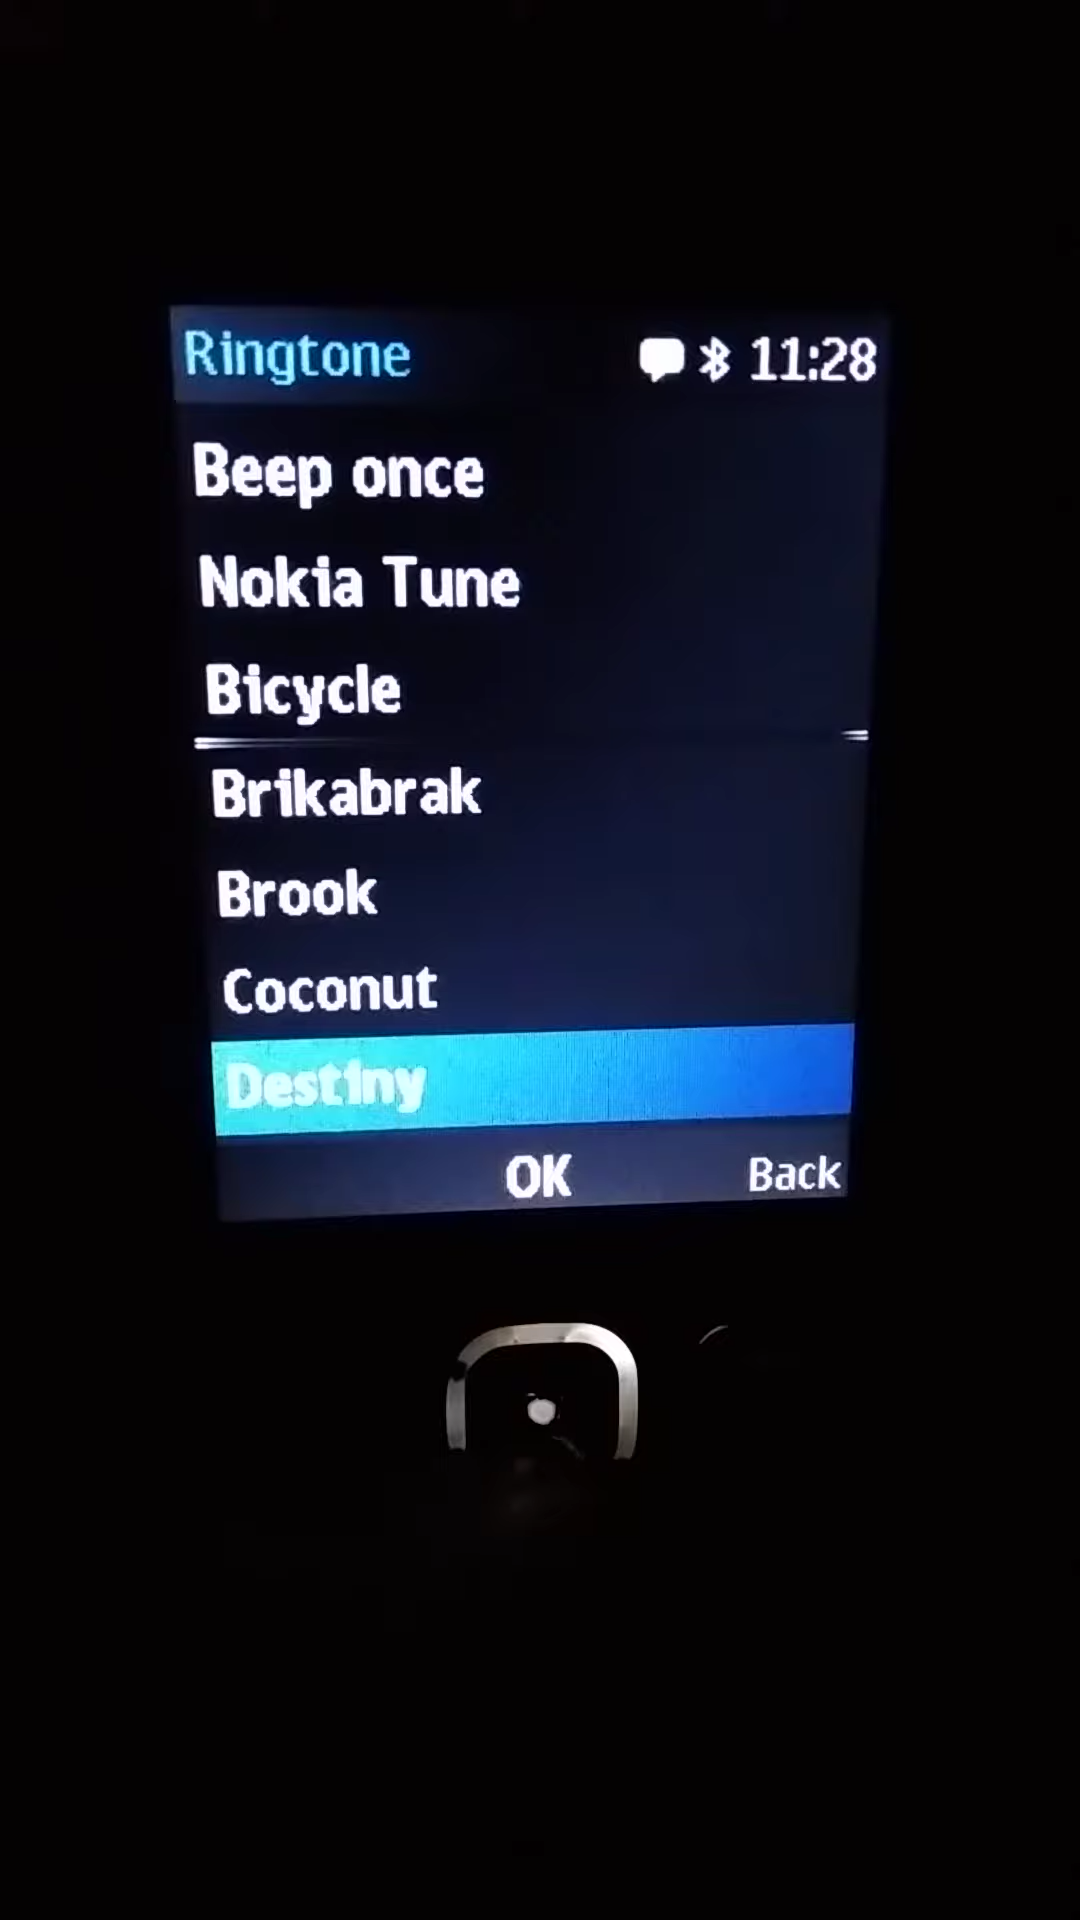 Ringtone 11:28
Beep once
Nokia Tune
Bicycle
Brikabrak
Brook
Coconut
Destiny
OK Back